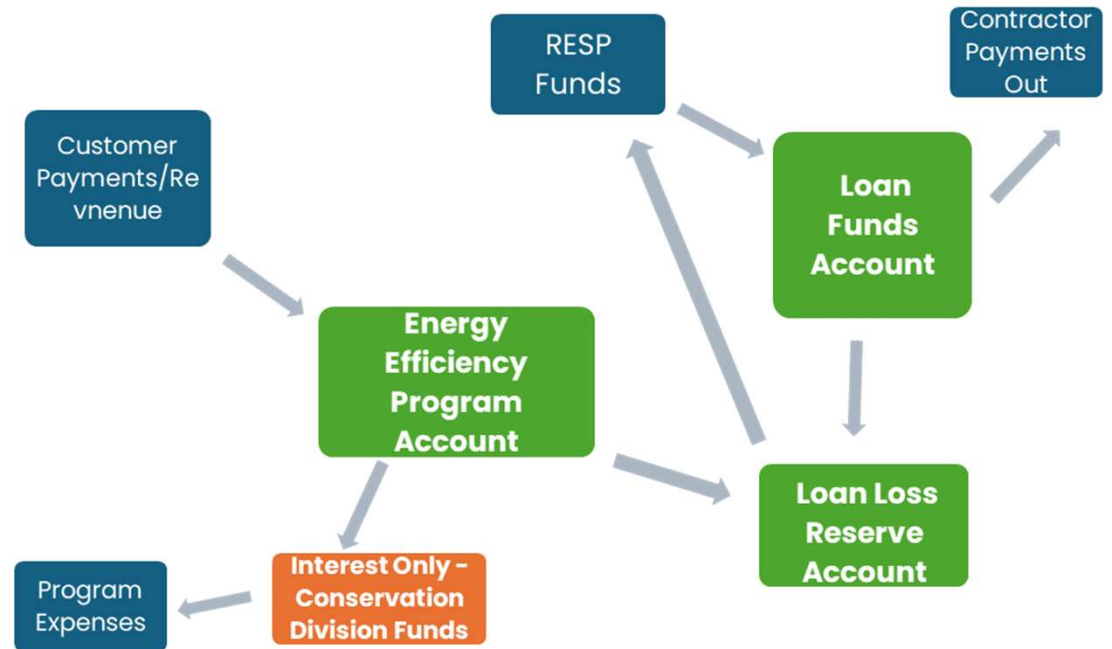 RESP
Funds
Contractor
Payments
Out
Customer
Payments/Re
vnenue
Loan
Funds
Account
Energy
Efficiency
Program
Account
Loan Loss
Reserve
Account
Interest Only -
Conservation
Division Funds
Program
Expenses